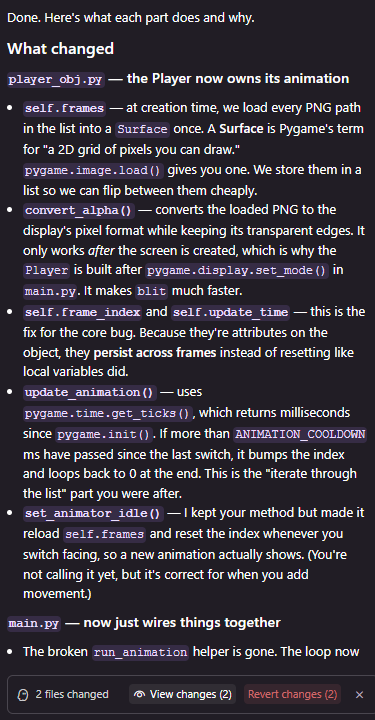 Done. Here's what each part does and why.
What changed
player_obj.py — the Player now owns its animation
• self.frames — at creation time, we load every PNG path
in the list into a Surface once. A Surface is Pygame's term
for "a 2D grid of pixels you can draw."
pygame.image.load() gives you one. We store them in a
list so we can flip between them cheaply.
• convert_alpha() — converts the loaded PNG to the
display's pixel format while keeping its transparent edges. It
only works after the screen is created, which is why the
Player is built after pygame.display.set_mode() in
main.py. It makes blit much faster.
• self.frame_index and self.update_time — this is the
fix for the core bug. Because they're attributes on the
object, they persist across frames instead of resetting like
local variables did.
• update_animation() — uses
pygame.time.get_ticks(), which returns milliseconds
since pygame.init(). If more than ANIMATION_COOLDOWN
ms have passed since the last switch, it bumps the index
and loops back to 0 at the end. This is the "iterate through
the list" part you were after.
• set_animator_idle() — I kept your method but made it
reload self.frames and reset the index whenever you
switch facing, so a new animation actually shows. (You're
not calling it yet, but it's correct for when you add
movement.)
main.py — now just wires things together
• The broken run_animation helper is gone. The loop now
2 files changed View changes (2) Revert changes (2)